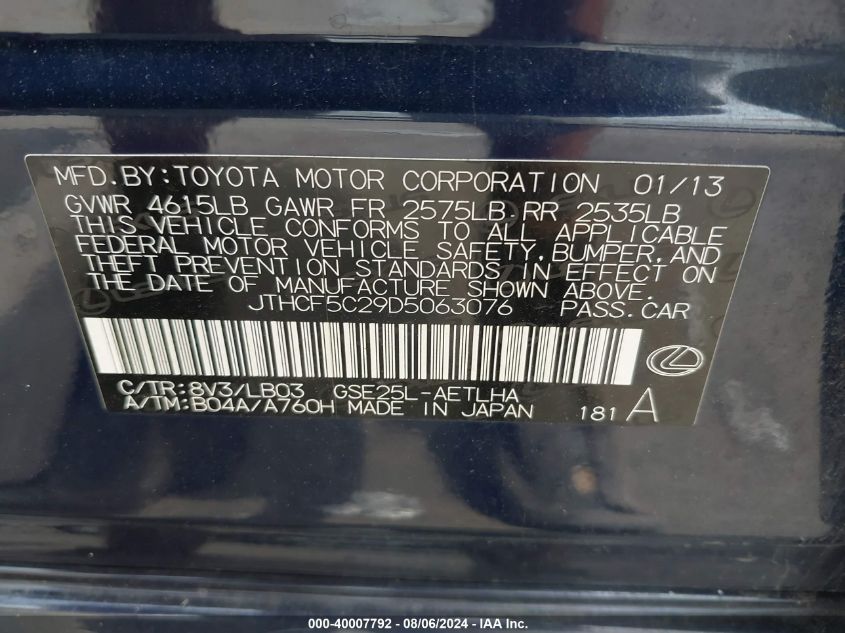 MFD.BY:TOYOTA MOTOR CORPORATION 01/13
GVWR 4615LB GAWR FR 2575LB RR 2535LB
THIS VEHICLE CONFORMS TO ALL APPLICABLE
FEDERAL MOTOR VEHICLE SAFETY, BUMPER, AND
THEFT PREVENTION STANDARDS IN EFFECT ON
THE DATE OF MANUFACTURE SHOWN ABOVE.
JTHCF5C29D5063076 PASS.CAR
C/TR:8V3/LB03 GSE25L-AETLHA
A/TM:B04A/A760H MADE IN JAPAN 181 A
000-40007792 - 08/06/2024 - IAA Inc.